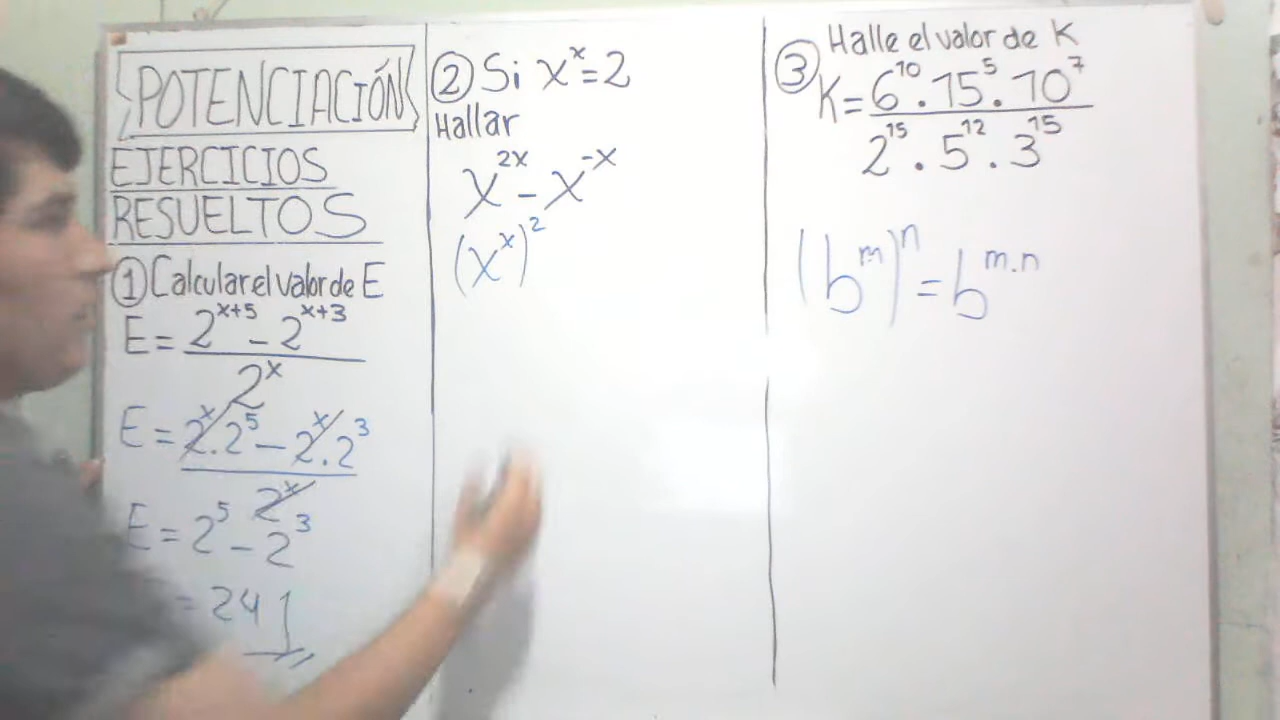 POTENCIACIÓN
EJERCICIOS
RESUELTOS
① Calcular el valor de E
E = 2^{x+5} - 2^{x+3}
2^x
E = 2^x . 2^5 - 2^x . 2^3
2^x
E = 2^5 - 2^3
= 24
② Si x^x = 2
Hallar
x^{2x} - x^{-x}
(x^x)^2
③ Halle el valor de K
K = 6^{10} . 15^5 . 10^7
2^{15} . 5^{12} . 3^{15}
(b^m)^n = b^{m.n}